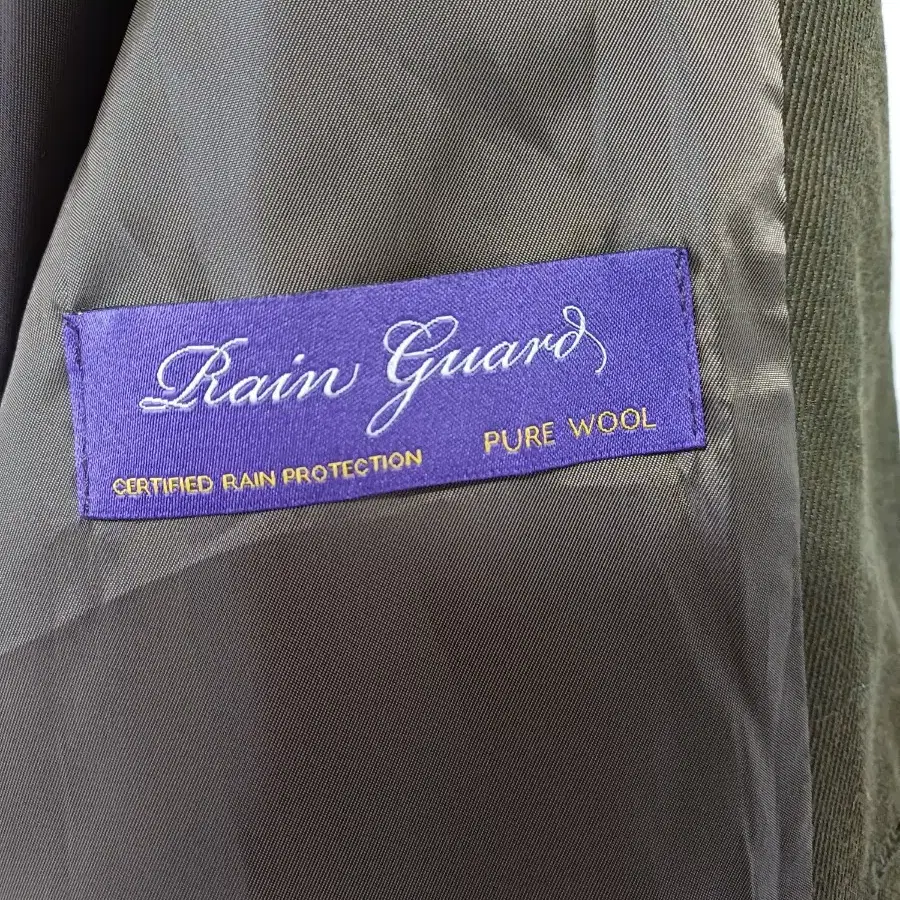 Rain Guard
CERTIFIED RAIN PROTECTION
PURE WOOL